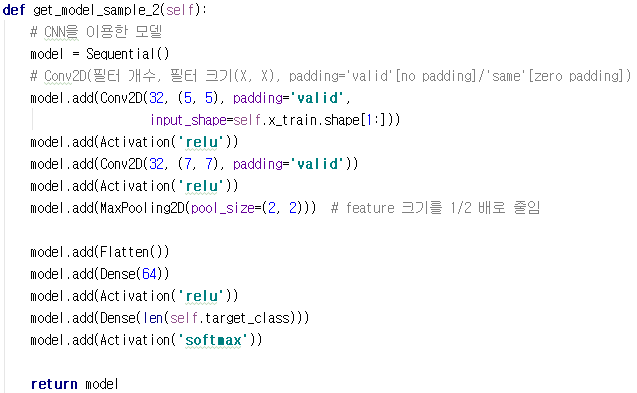 def get_model_sample_2(self):
    # CNN을 이용한 모델
    model = Sequential()
    # Conv2D(필터 개수, 필터 크기(X, X), padding='valid'[no padding]/'same'[zero padding])
    model.add(Conv2D(32, (5, 5), padding='valid',
                     input_shape=self.x_train.shape[1:]))
    model.add(Activation('relu'))
    model.add(Conv2D(32, (7, 7), padding='valid'))
    model.add(Activation('relu'))
    model.add(MaxPooling2D(pool_size=(2, 2)))  # feature 크기를 1/2 배로 줄임
    model.add(Flatten())
    model.add(Dense(64))
    model.add(Activation('relu'))
    model.add(Dense(len(self.target_class)))
    model.add(Activation('softmax'))
    return model